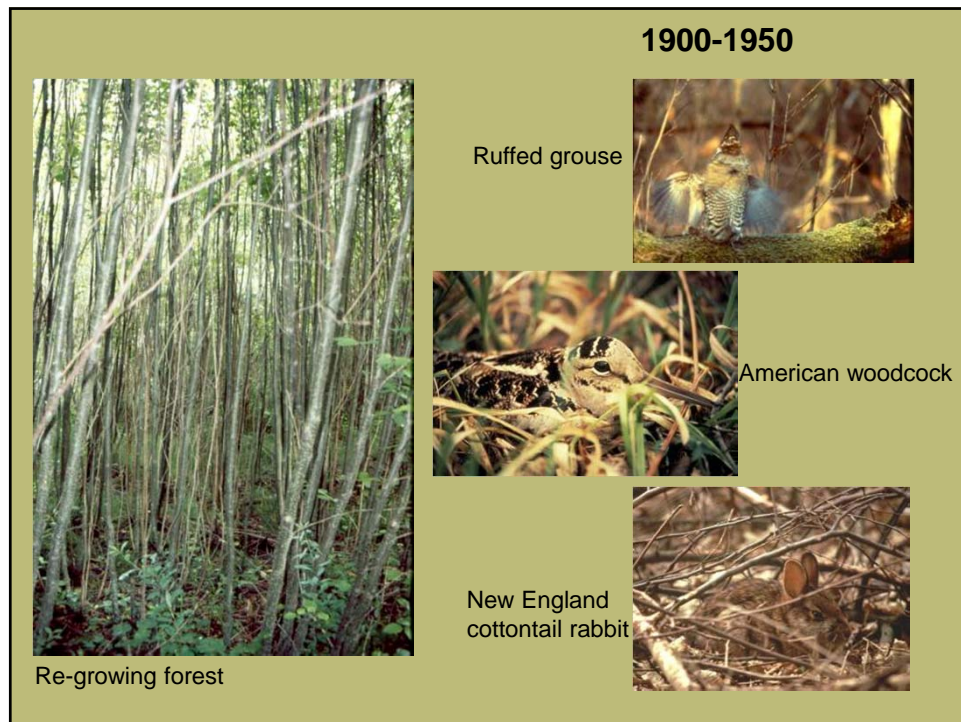 1900-1950
Ruffed grouse
American woodcock
New England
cottontail rabbit
Re-growing forest